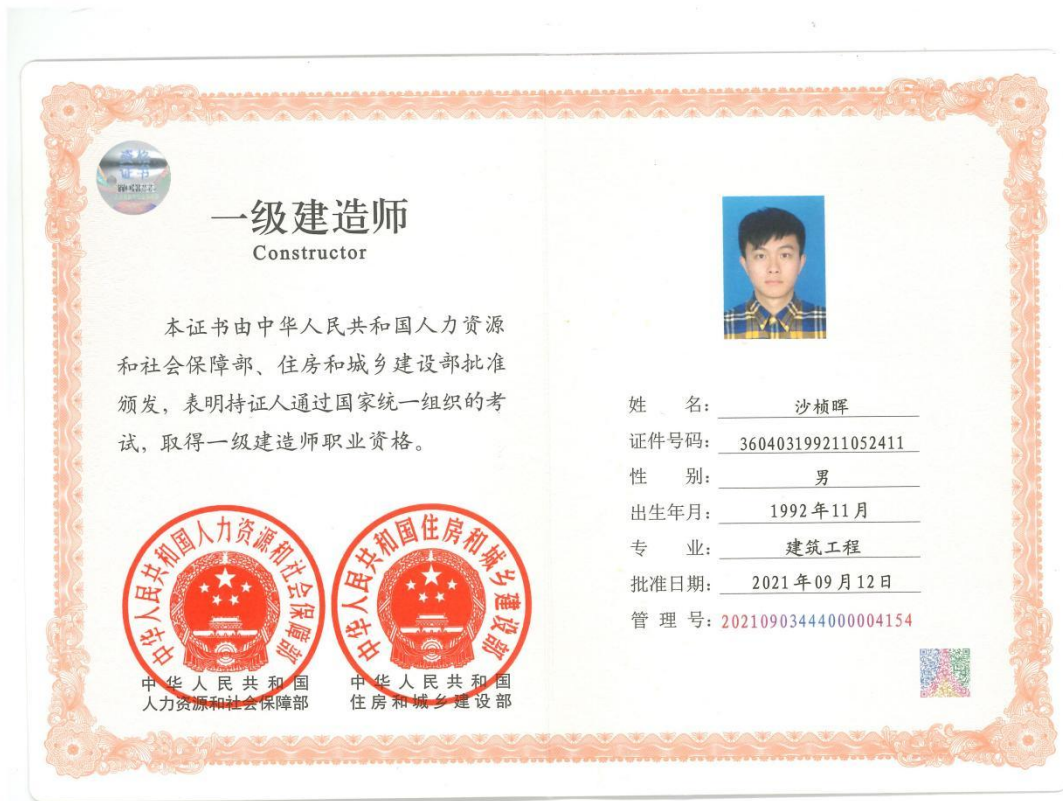 资格
证书
一级建造师
Constructor
本证书由中华人民共和国人力资源
和社会保障部、住房和城乡建设部批准
颁发，表明持证人通过国家统一组织的考
试，取得一级建造师职业资格。
中华人民共和国人力资源和社会保障部
中华人民共和国
人力资源和社会保障部
中华人民共和国住房和城乡建设部
中华人民共和国
住房和城乡建设部
姓 名： 沙桢晖
证件号码： 360403199211052411
性 别： 男
出生年月： 1992年11月
专 业： 建筑工程
批准日期： 2021年09月12日
管 理 号： 20210903444000004154